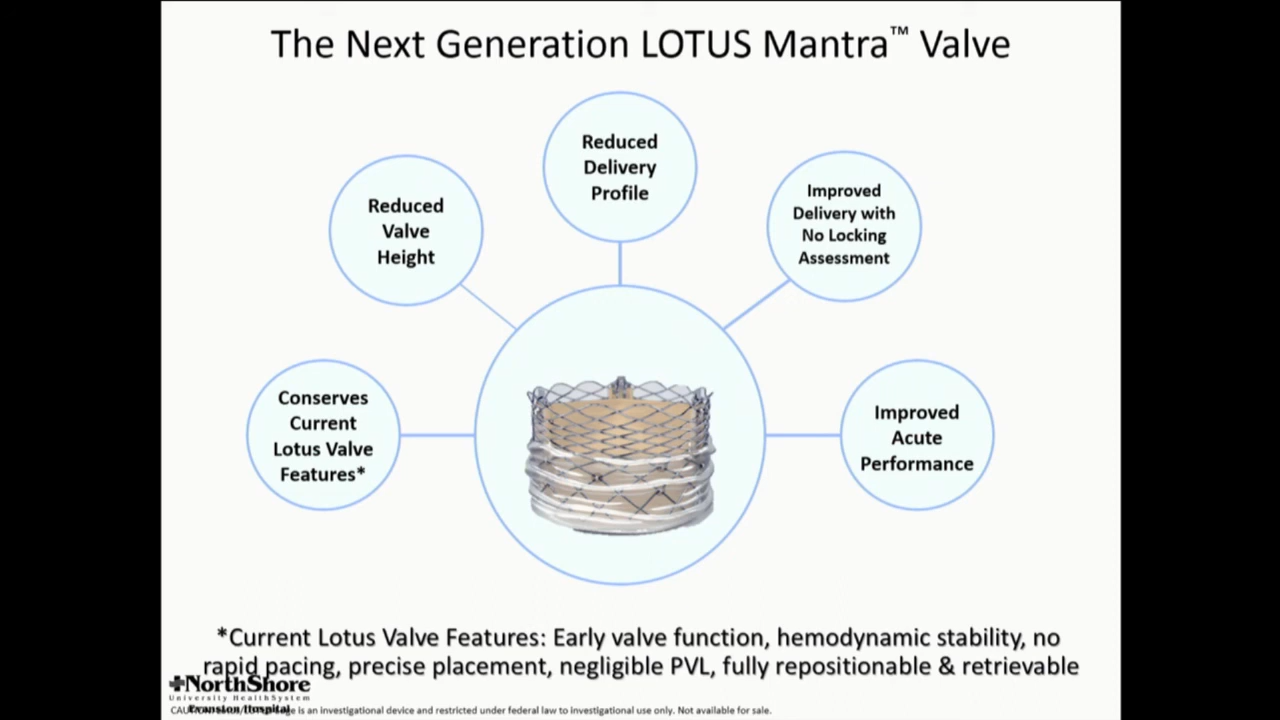 The Next Generation LOTUS Mantra™ Valve
Reduced
Delivery
Profile
Reduced
Valve
Height
Improved
Delivery with
No Locking
Assessment
Conserves
Current
Lotus Valve
Features*
Improved
Acute
Performance
*Current Lotus Valve Features: Early valve function, hemodynamic stability, no
rapid pacing, precise placement, negligible PVL, fully repositionable & retrievable
NorthShore
University HealthSystem
Evanston Hospital
is an investigational device and restricted under federal law to investigational use only. Not available for sale.